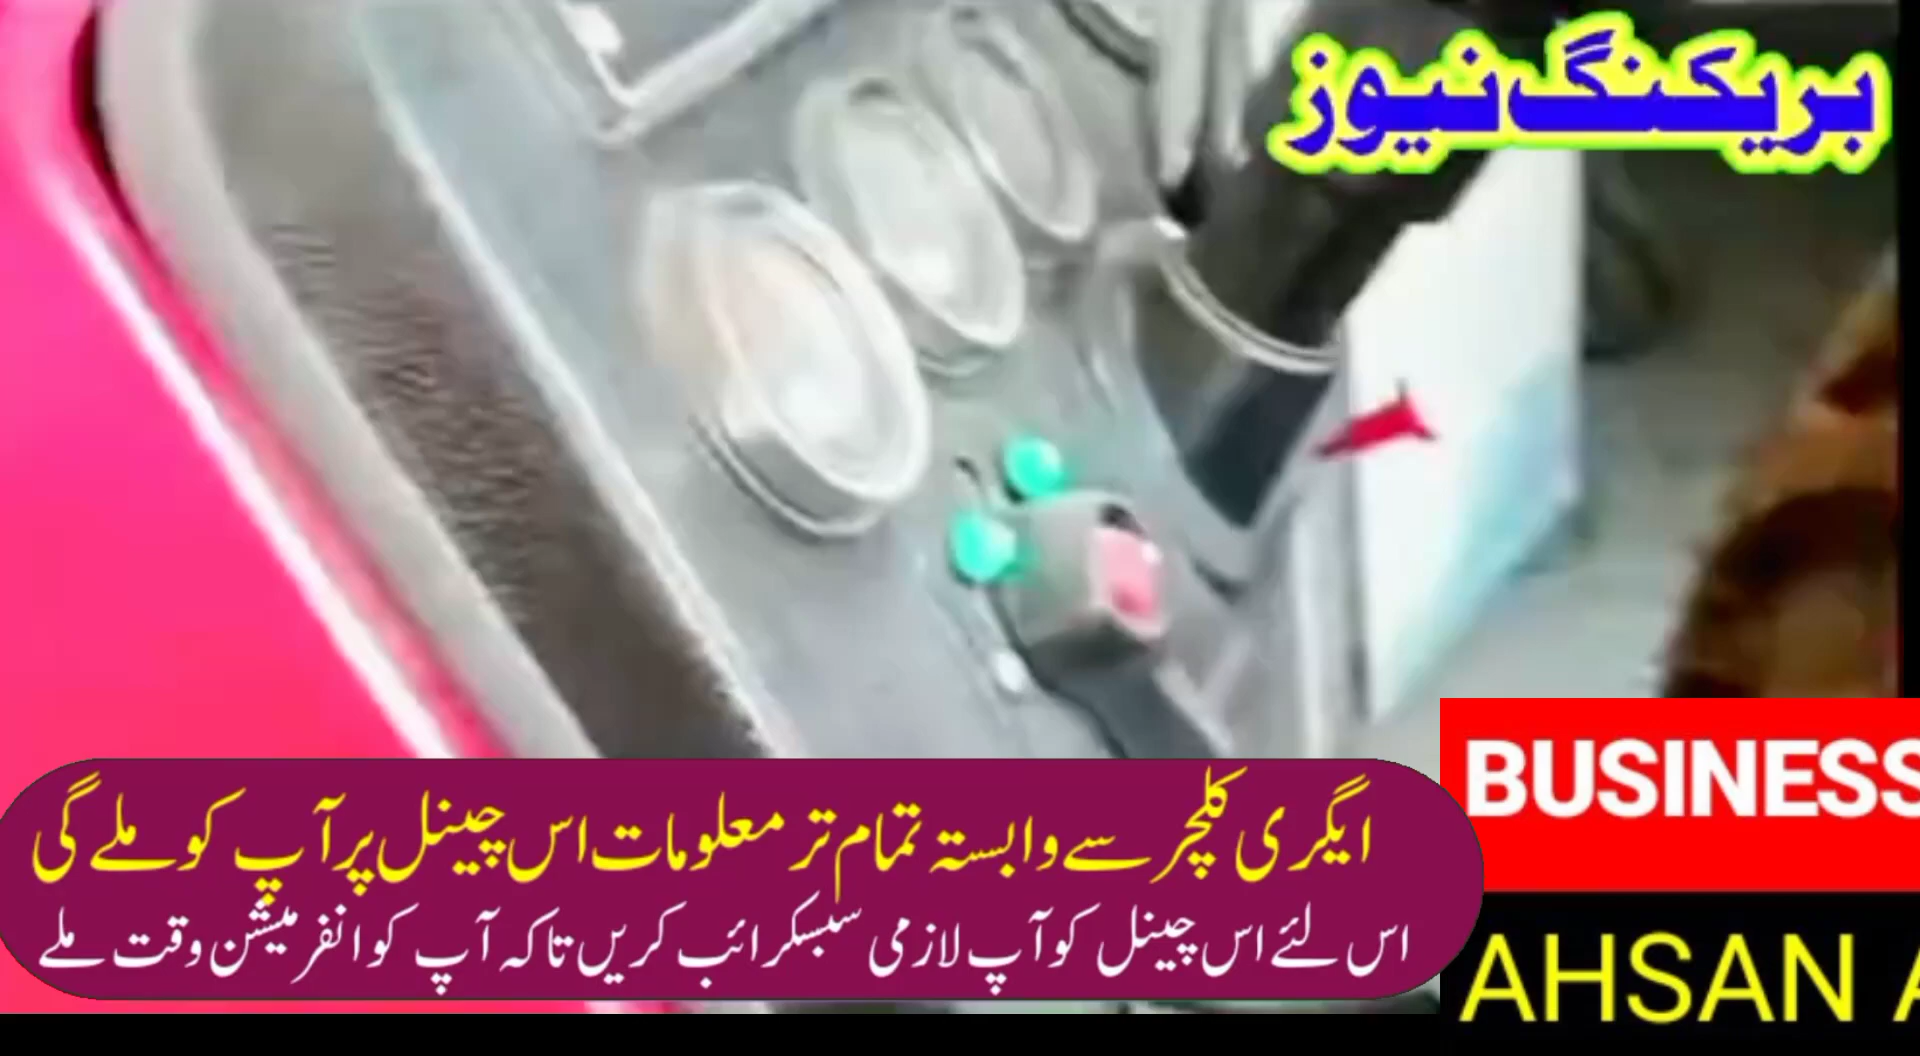 بریکنگ نیوز
ایگری کلچر سے وابستہ تمام تر معلومات اس چینل پر آپ کو ملے گی
اس لئے اس چینل کو آپ لازمی سبسکرائب کریں تاکہ آپ کو انفرمیشن وقت ملے
BUSINESS
AHSAN A